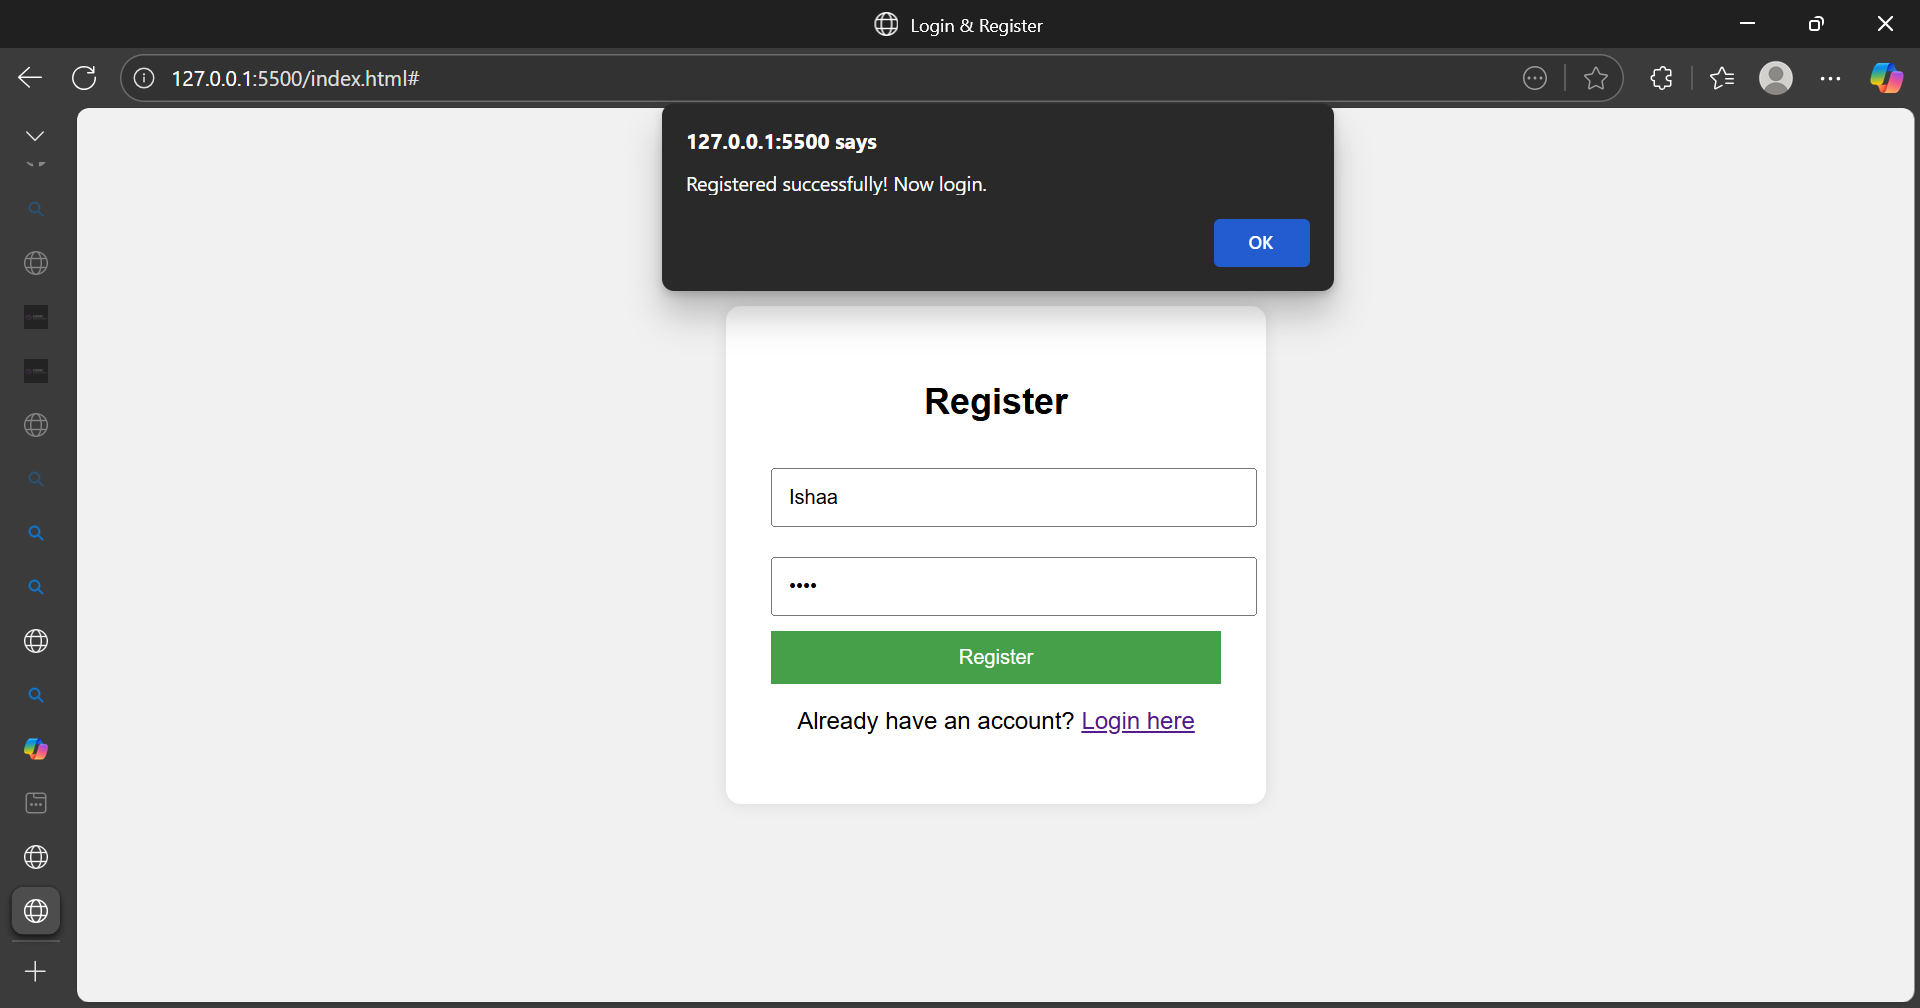 Login & Register
127.0.0.1:5500/index.html#
127.0.0.1:5500 says
Registered successfully! Now login.
OK
Register
Ishaa
••••
Register
Already have an account? Login here